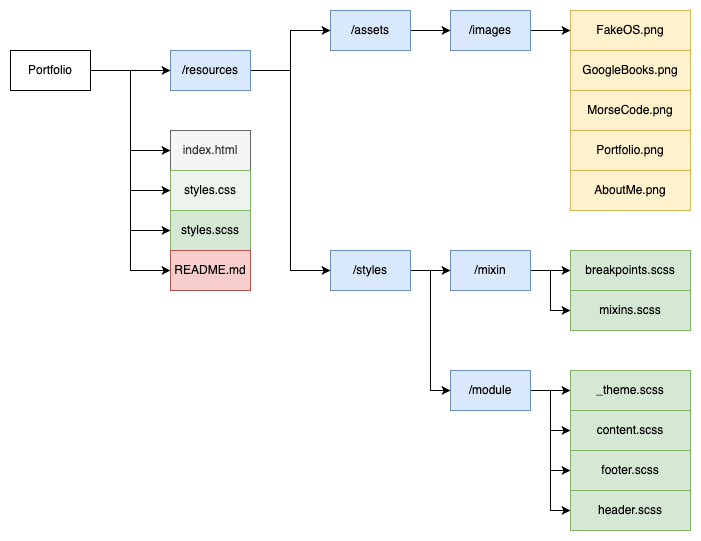 Portfolio
/resources
/assets
/images
FakeOS.png
GoogleBooks.png
MorseCode.png
Portfolio.png
AboutMe.png
index.html
styles.css
styles.scss
README.md
/styles
/mixin
breakpoints.scss
mixins.scss
/module
_theme.scss
content.scss
footer.scss
header.scss